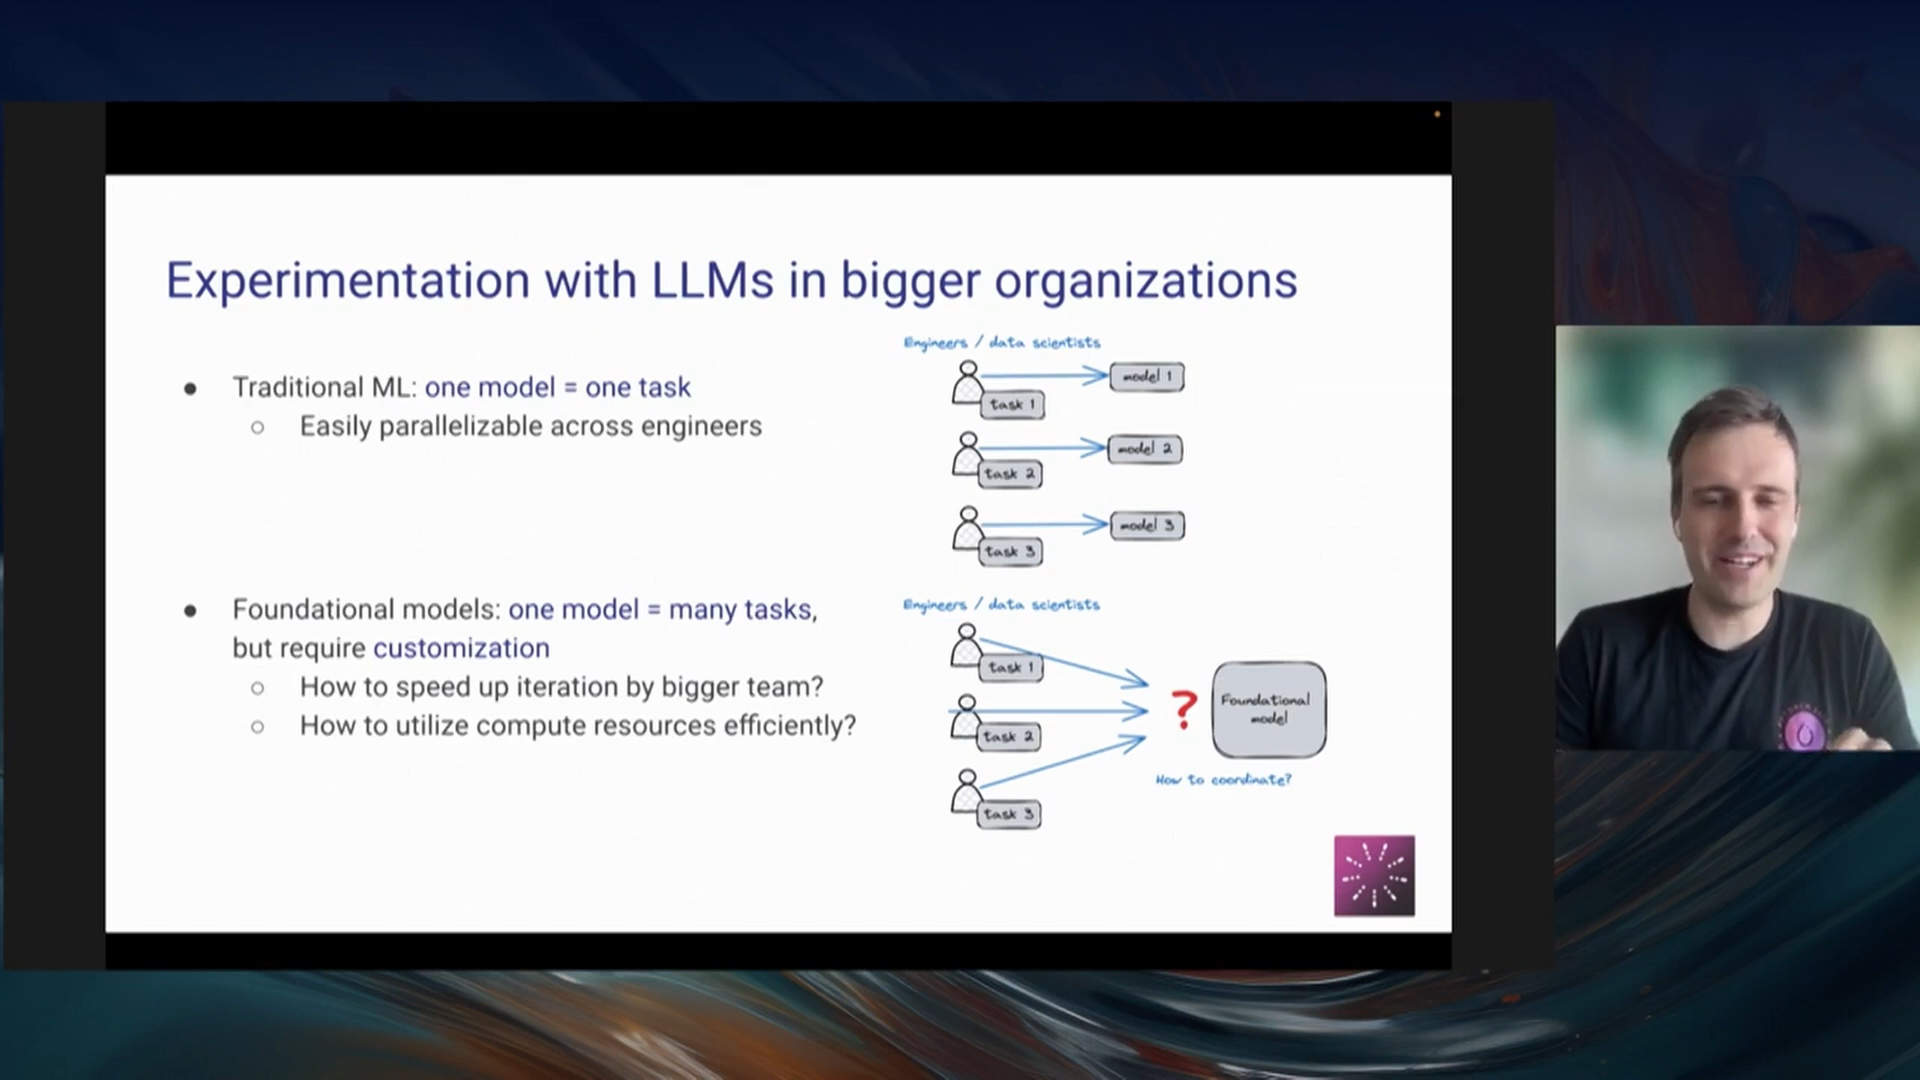 Experimentation with LLMs in bigger organizations
● Traditional ML: one model = one task
○ Easily parallelizable across engineers
● Foundational models: one model = many tasks,
but require customization
○ How to speed up iteration by bigger team?
○ How to utilize compute resources efficiently?
Engineers / data scientists
model 1
task 1
model 2
task 2
model 3
task 3
Engineers / data scientists
task 1
task 2
task 3
?
Foundational
model
How to coordinate?